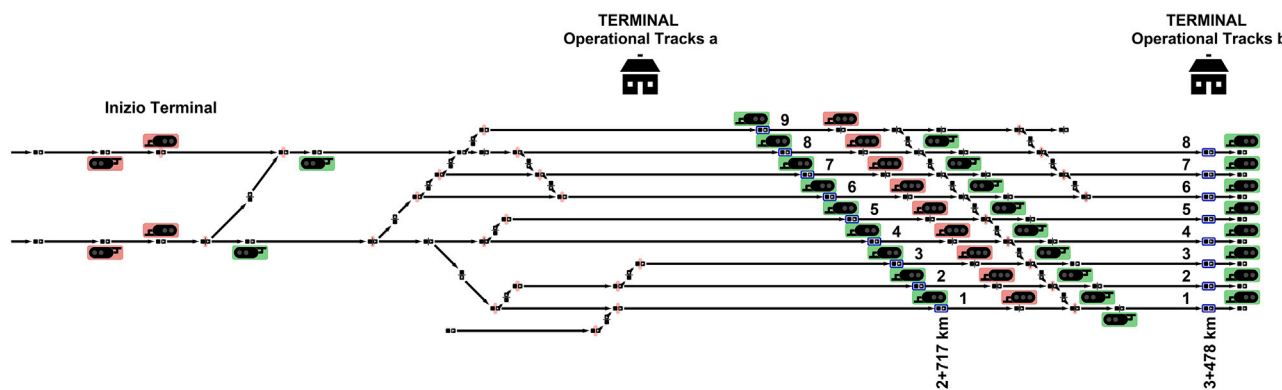 TERMINAL
Operational Tracks a
TERMINAL
Operational Tracks b
Inizio Terminal
9
8
8
7
7
6
6
5
5
4
4
3
3
2
2
1
1
2+717 km
3+478 km